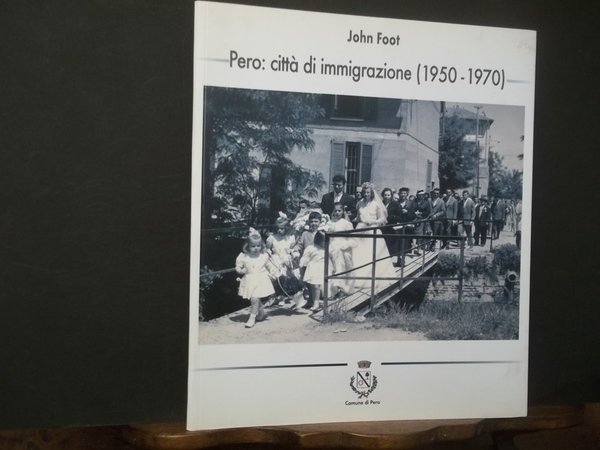 John Foot
Pero: città di immigrazione (1950 - 1970)
Comune di Pero